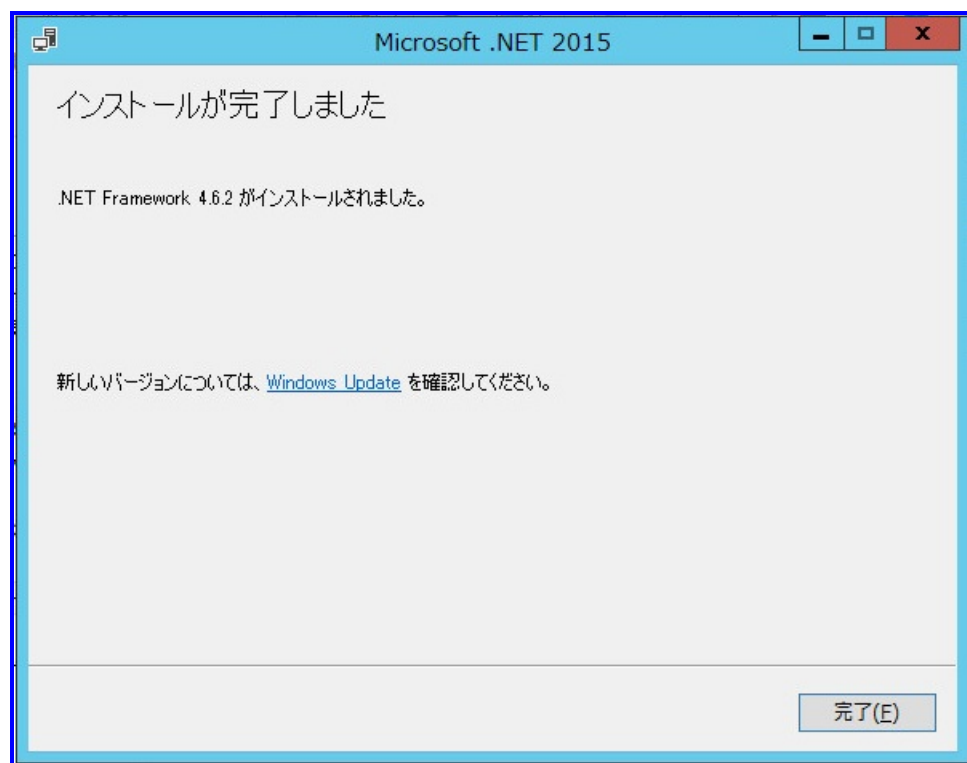 Microsoft .NET 2015
インストールが完了しました
.NET Framework 4.6.2 がインストールされました。
新しいバージョンについては、Windows Update を確認してください。
完了(F)